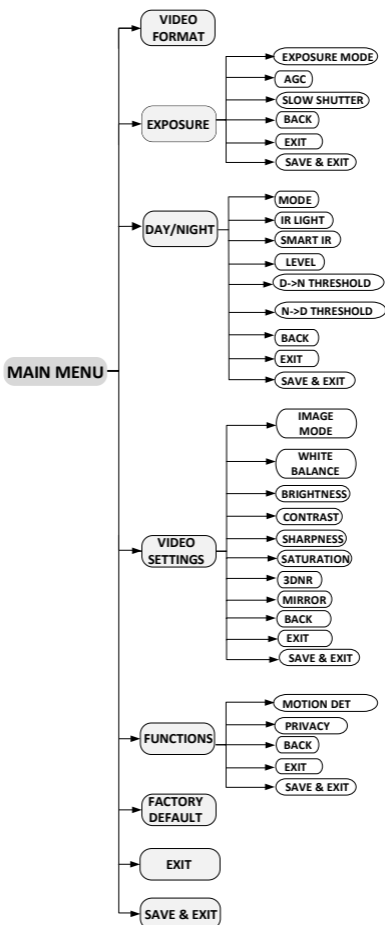 MAIN MENU
VIDEO
FORMAT
EXPOSURE
EXPOSURE MODE
AGC
SLOW SHUTTER
BACK
EXIT
SAVE & EXIT
DAY/NIGHT
MODE
IR LIGHT
SMART IR
LEVEL
D->N THRESHOLD
N->D THRESHOLD
BACK
EXIT
SAVE & EXIT
VIDEO
SETTINGS
IMAGE
MODE
WHITE
BALANCE
BRIGHTNESS
CONTRAST
SHARPNESS
SATURATION
3DNR
MIRROR
BACK
EXIT
SAVE & EXIT
FUNCTIONS
MOTION DET
PRIVACY
BACK
EXIT
SAVE & EXIT
FACTORY
DEFAULT
EXIT
SAVE & EXIT